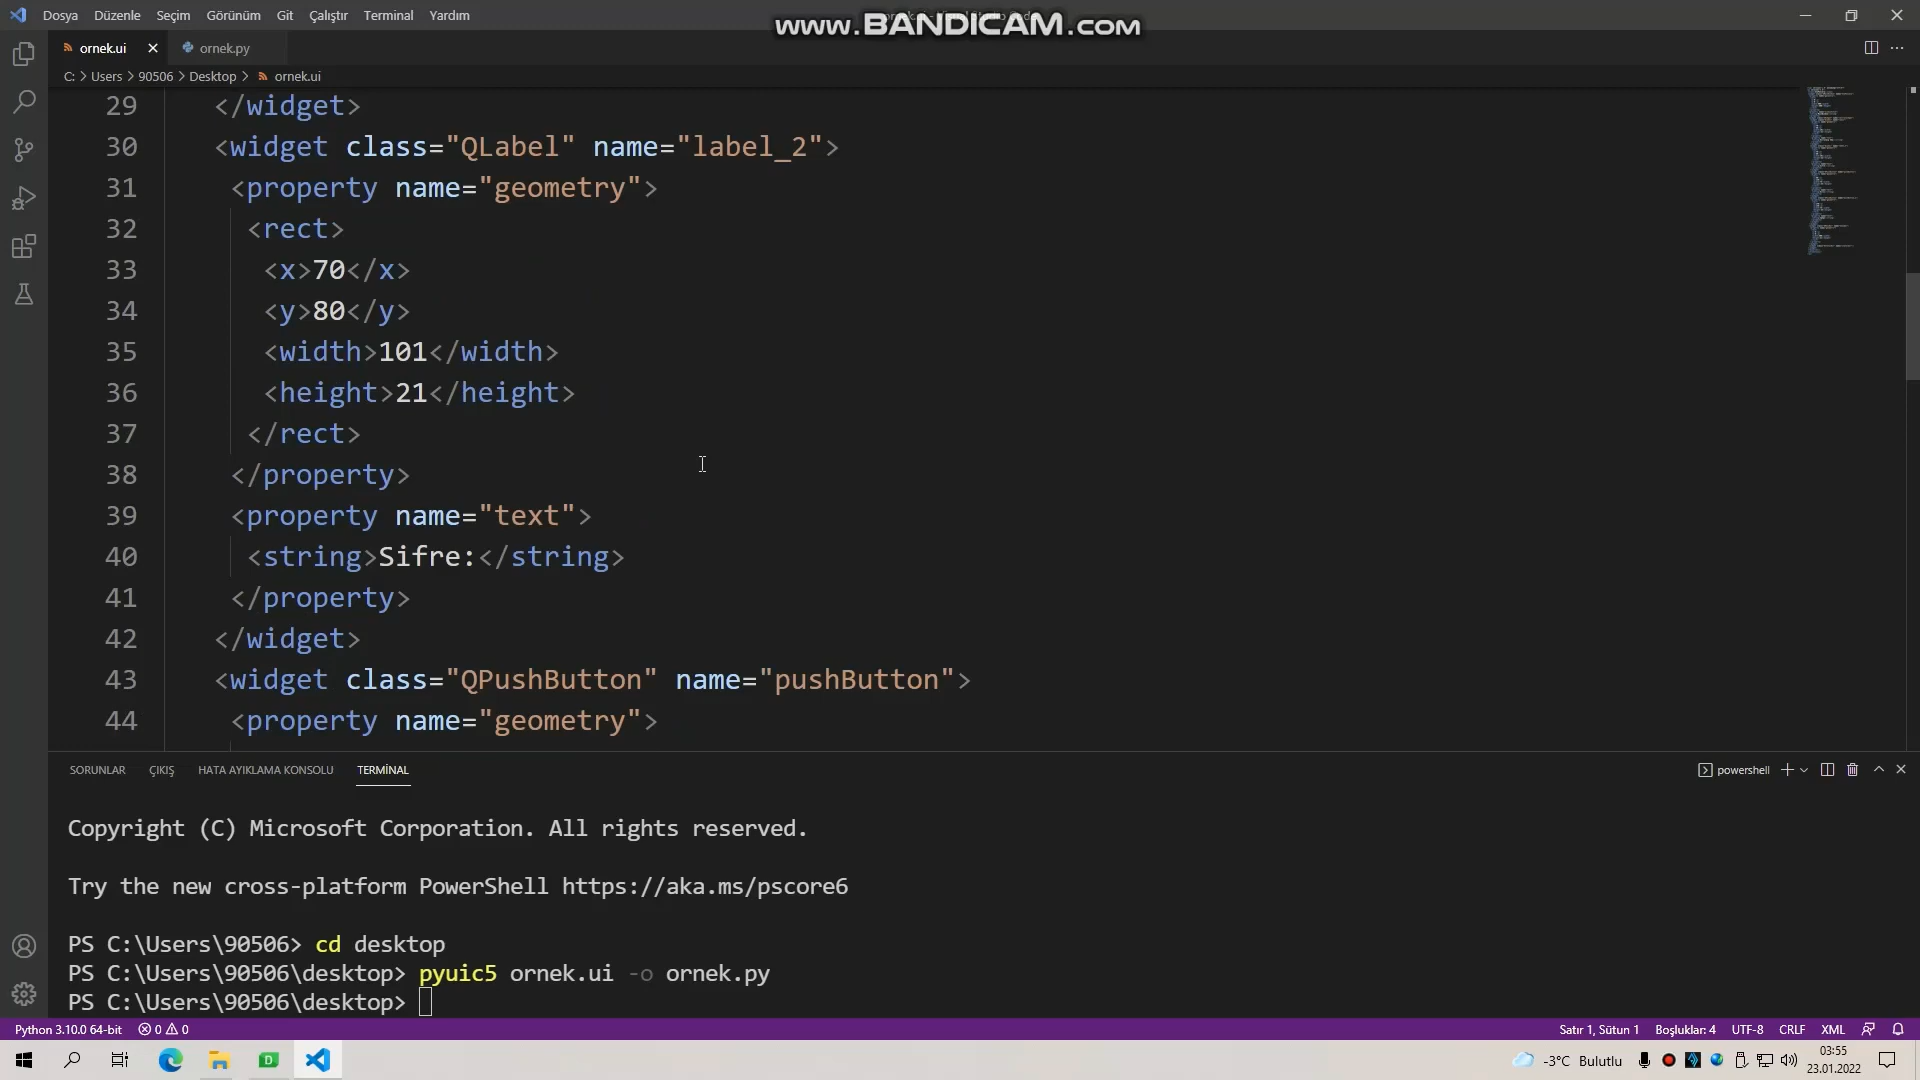 Dosya Düzenle Seçim Görünüm Git Çalıştır Terminal Yardım
www.BANDICAM.com
ornek.ui ornek.py
C: > Users > 90506 > Desktop > ornek.ui
29 </widget>
30 <widget class="QLabel" name="label_2">
31 <property name="geometry">
32 <rect>
33 <x>70</x>
34 <y>80</y>
35 <width>101</width>
36 <height>21</height>
37 </rect>
38 </property>
39 <property name="text">
40 <string>Sifre:</string>
41 </property>
42 </widget>
43 <widget class="QPushButton" name="pushButton">
44 <property name="geometry">
SORUNLAR ÇIKIŞ HATA AYIKLAMA KONSOLU TERMİNAL
powershell
Copyright (C) Microsoft Corporation. All rights reserved.
Try the new cross-platform PowerShell https://aka.ms/pscore6
PS C:\Users\90506> cd desktop
PS C:\Users\90506\desktop> pyuic5 ornek.ui -o ornek.py
PS C:\Users\90506\desktop>
Python 3.10.0 64-bit 0 0 Satır 1, Sütun 1 Boşluklar: 4 UTF-8 CRLF XML
-3°C Bulutlu
03:55
23.01.2022